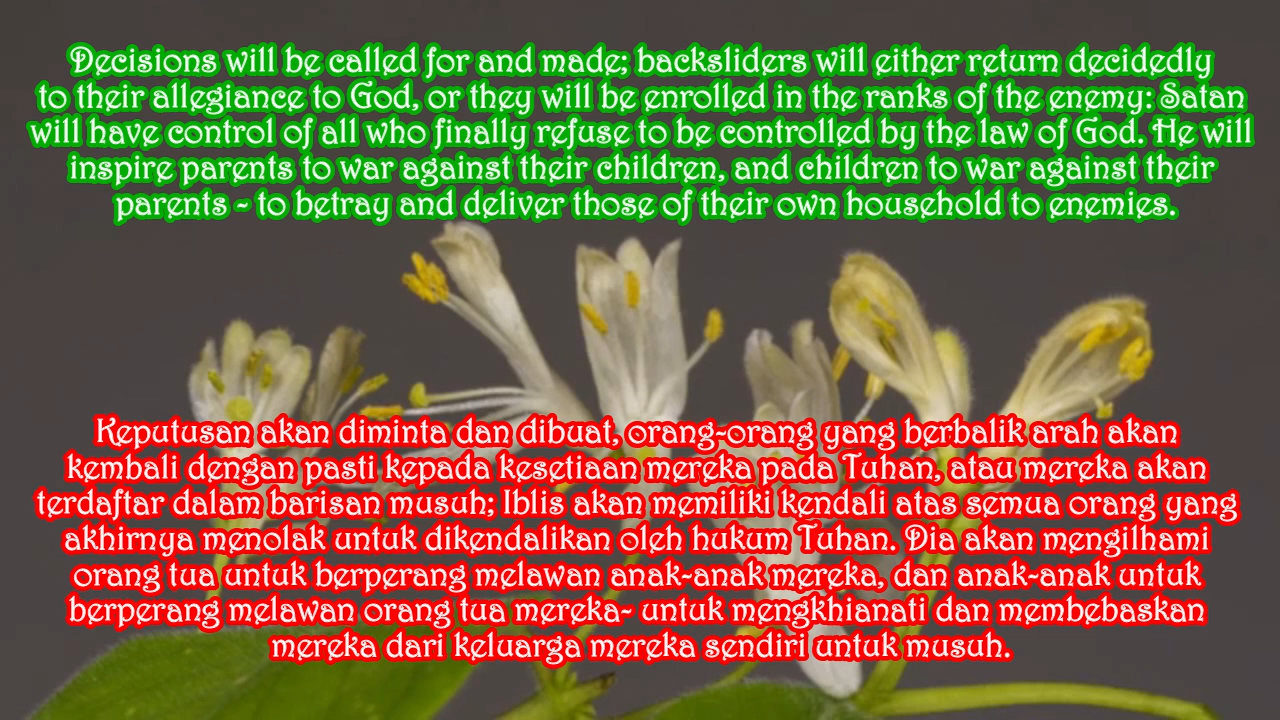 Decisions will be called for and made; backsliders will either return decidedly
to their allegiance to God, or they will be enrolled in the ranks of the enemy: Satan
will have control of all who finally refuse to be controlled by the law of God. He will
inspire parents to war against their children, and children to war against their
parents - to betray and deliver those of their own household to enemies.
Keputusan akan diminta dan dibuat, orang-orang yang berbalik arah akan
kembali dengan pasti kepada kesetiaan mereka pada Tuhan, atau mereka akan
terdaftar dalam barisan musuh; Iblis akan memiliki kendali atas semua orang yang
akhirnya menolak untuk dikendalikan oleh hukum Tuhan. Dia akan mengilhami
orang tua untuk berperang melawan anak-anak mereka, dan anak-anak untuk
berperang melawan orang tua mereka- untuk mengkhianati dan membebaskan
mereka dari keluarga mereka sendiri untuk musuh.